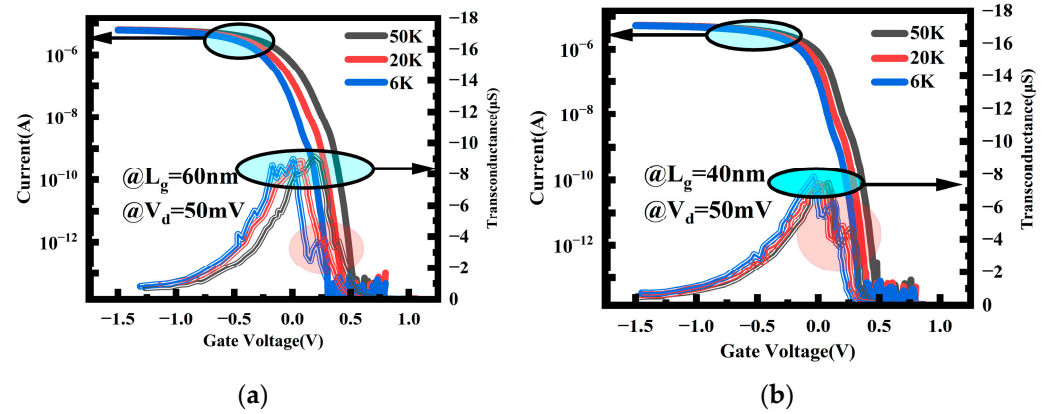 (a)
−18
−16
−14
−12
−10
−8
−6
−4
−2
0
Transconductance(μS)
10⁻⁶
10⁻⁸
10⁻¹⁰
10⁻¹²
Current(A)
50K
20K
6K
@Lg=60nm
@Vd=50mV
−1.5 −1.0 −0.5 0.0 0.5 1.0
Gate Voltage(V)
(a)
(b)
−18
−16
−14
−12
−10
−8
−6
−4
−2
0
Transconductance(μS)
10⁻⁶
10⁻⁸
10⁻¹⁰
10⁻¹²
Current(A)
50K
20K
6K
@Lg=40nm
@Vd=50mV
−1.5 −1.0 −0.5 0.0 0.5 1.0
Gate Voltage(V)
(b)